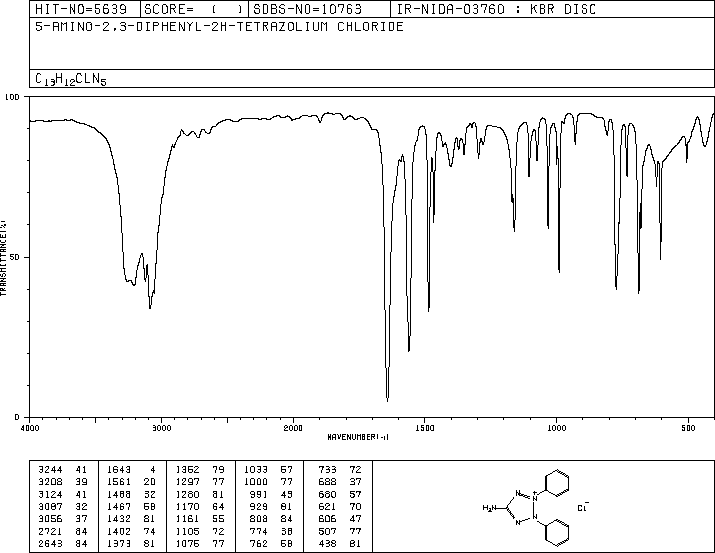 HIT-NO=5639 SCORE= ( ) SDBS-NO=10763 IR-NIDA-03760 : KBR DISC
5-AMINO-2,3-DIPHENYL-2H-TETRAZOLIUM CHLORIDE
C13H12CLN5
100
50
0
TRANSMITTANCE(%)
4000 3000 2000 1500 1000 500
WAVENUMBER(-1)
3244 41 1643 4 1362 79 1033 57 733 72
3208 39 1561 20 1297 77 1000 77 688 37
3124 41 1488 32 1280 81 991 43 680 57
3087 32 1467 58 1170 64 929 81 621 70
3056 37 1432 81 1161 55 808 84 606 47
2721 84 1402 74 1105 72 774 38 507 77
2643 84 1373 81 1076 77 762 58 438 81
H2N
N
N+
N
N
Cl−